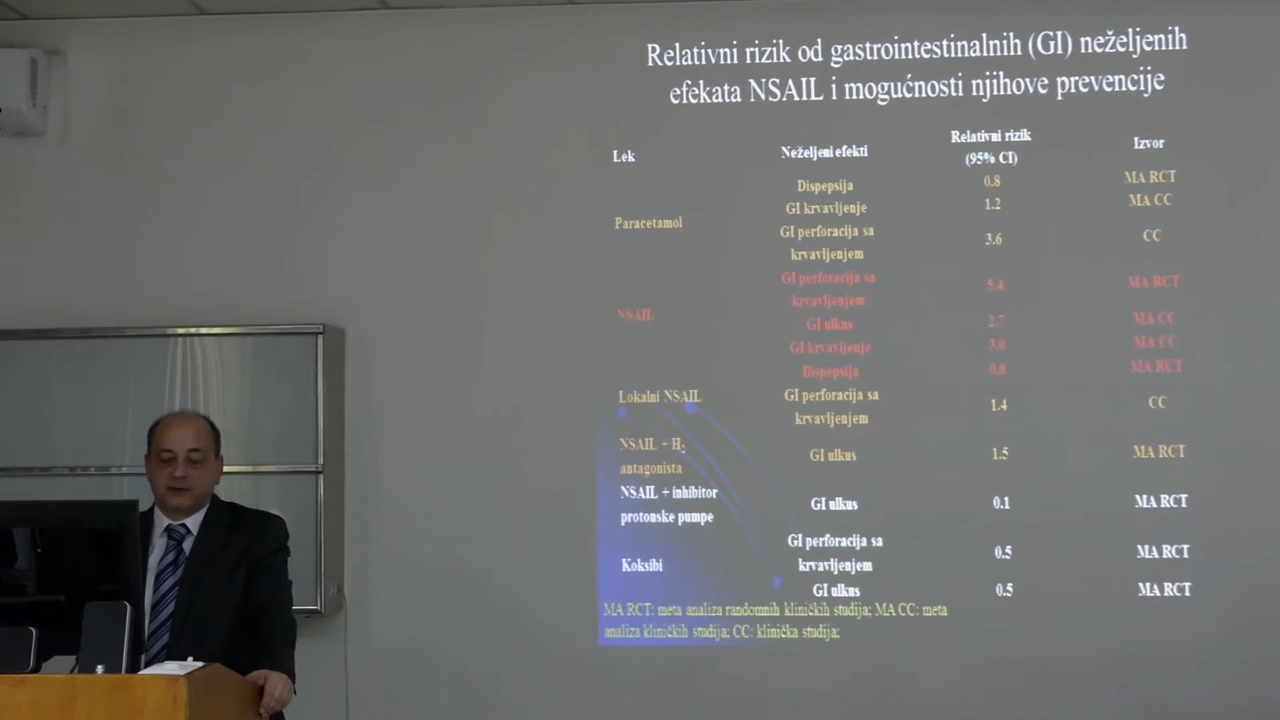 Relativni rizik od gastrointestinalnih (GI) neželjenih
efekata NSAIL i mogućnosti njihove prevencije
Lek Neželjeni efekti Relativni rizik (95% CI) Izvor
Paracetamol
Dispepsija 0.8 MA RCT
GI krvavljenje 1.2 MA CC
GI perforacija sa
krvavljenjem 3.6 CC
NSAIL
GI perforacija sa
krvavljenjem 5.4 MA RCT
GI ulkus 2.7 MA CC
GI krvavljenje 3.0 MA CC
Dispepsija 0.8 MA RCT
Lokalni NSAIL
GI perforacija sa
krvavljenjem 1.4 CC
NSAIL + H2
antagonista
GI ulkus 1.5 MA RCT
NSAIL + inhibitor
protonske pumpe
GI ulkus 0.1 MA RCT
Koksibi
GI perforacija sa
krvavljenjem 0.5 MA RCT
GI ulkus 0.5 MA RCT
MA RCT: meta analiza randomnih kliničkih studija; MA CC: meta
analiza kliničkih studija; CC: klinička studija;